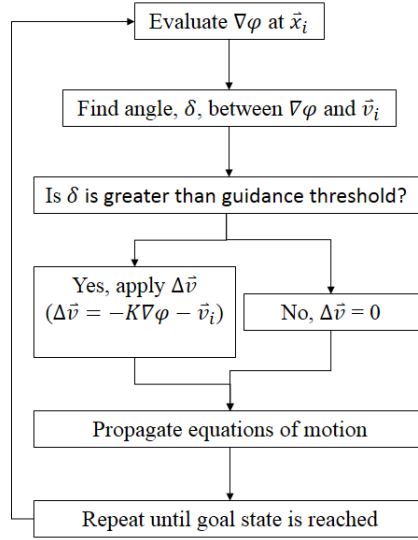 Evaluate ∇φ at x⃗ᵢ
Find angle, δ, between ∇φ and v⃗ᵢ
Is δ is greater than guidance threshold?
Yes, apply Δv⃗
(Δv⃗ = −K∇φ − v⃗ᵢ)
No, Δv⃗ = 0
Propagate equations of motion
Repeat until goal state is reached